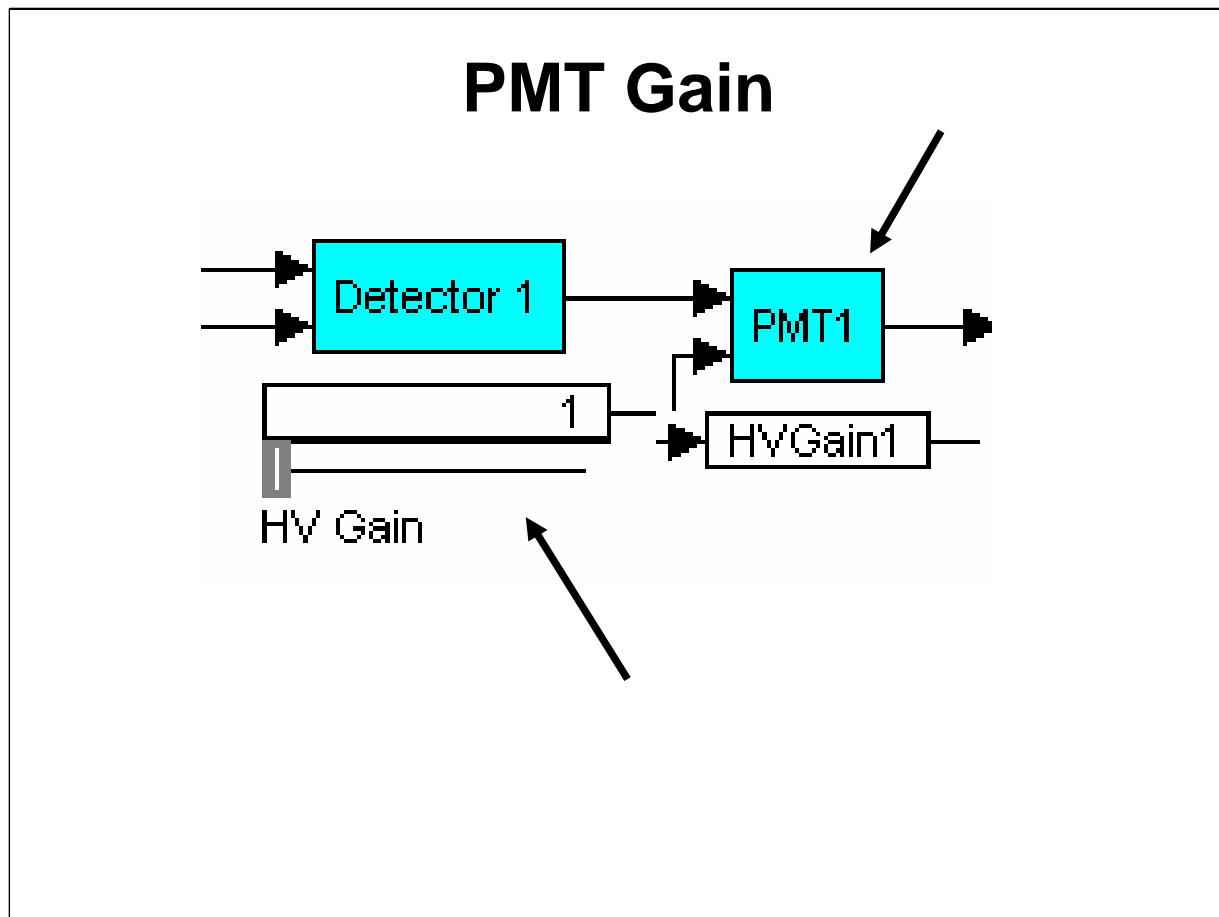 PMT Gain
Detector 1
PMT1
1
HVGain1
HV Gain